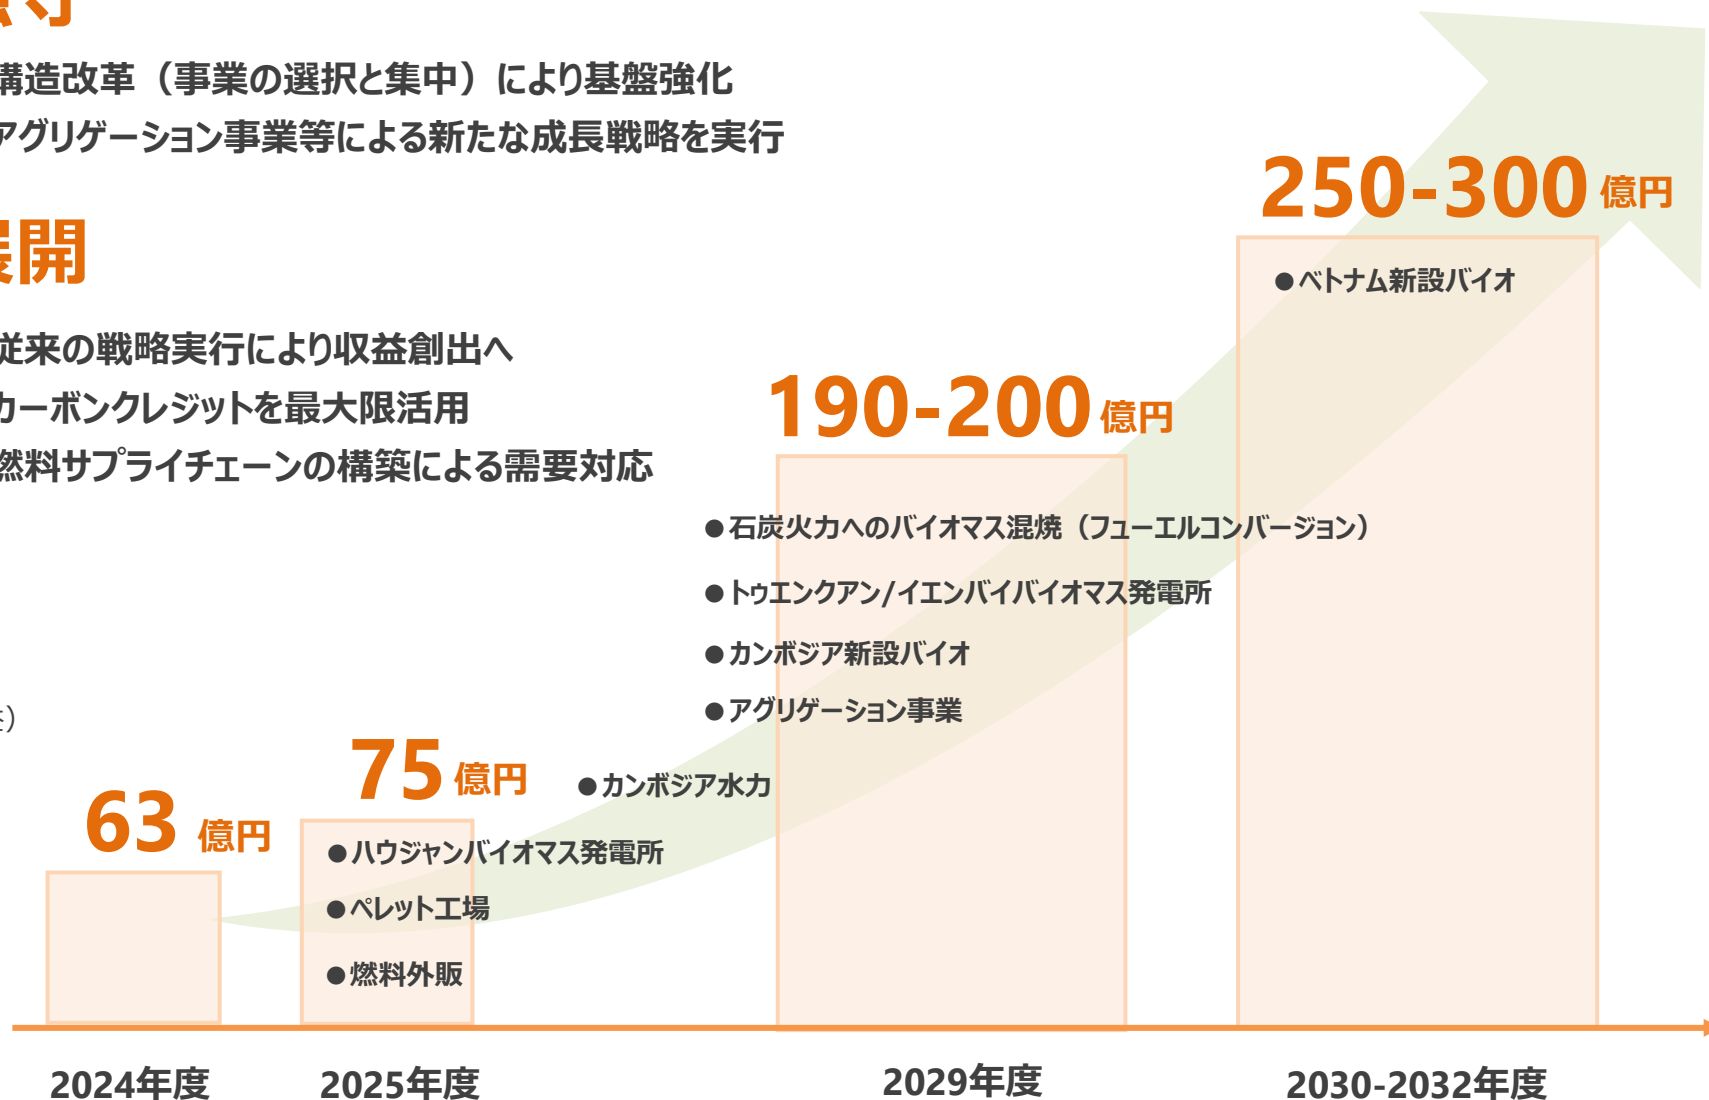 構造改革（事業の選択と集中）により基盤強化
アグリゲーション事業等による新たな成長戦略を実行
展開
従来の戦略実行により収益創出へ
カーボンクレジットを最大限活用
燃料サプライチェーンの構築による需要対応
63 億円
75 億円
●ハウジャンバイオマス発電所
●ペレット工場
●燃料外販
●カンボジア水力
190-200 億円
●石炭火力へのバイオマス混焼（フューエルコンバージョン）
●トゥエンクアン/イエンバイバイオマス発電所
●カンボジア新設バイオ
●アグリゲーション事業
250-300 億円
●ベトナム新設バイオ
2024年度
2025年度
2029年度
2030-2032年度